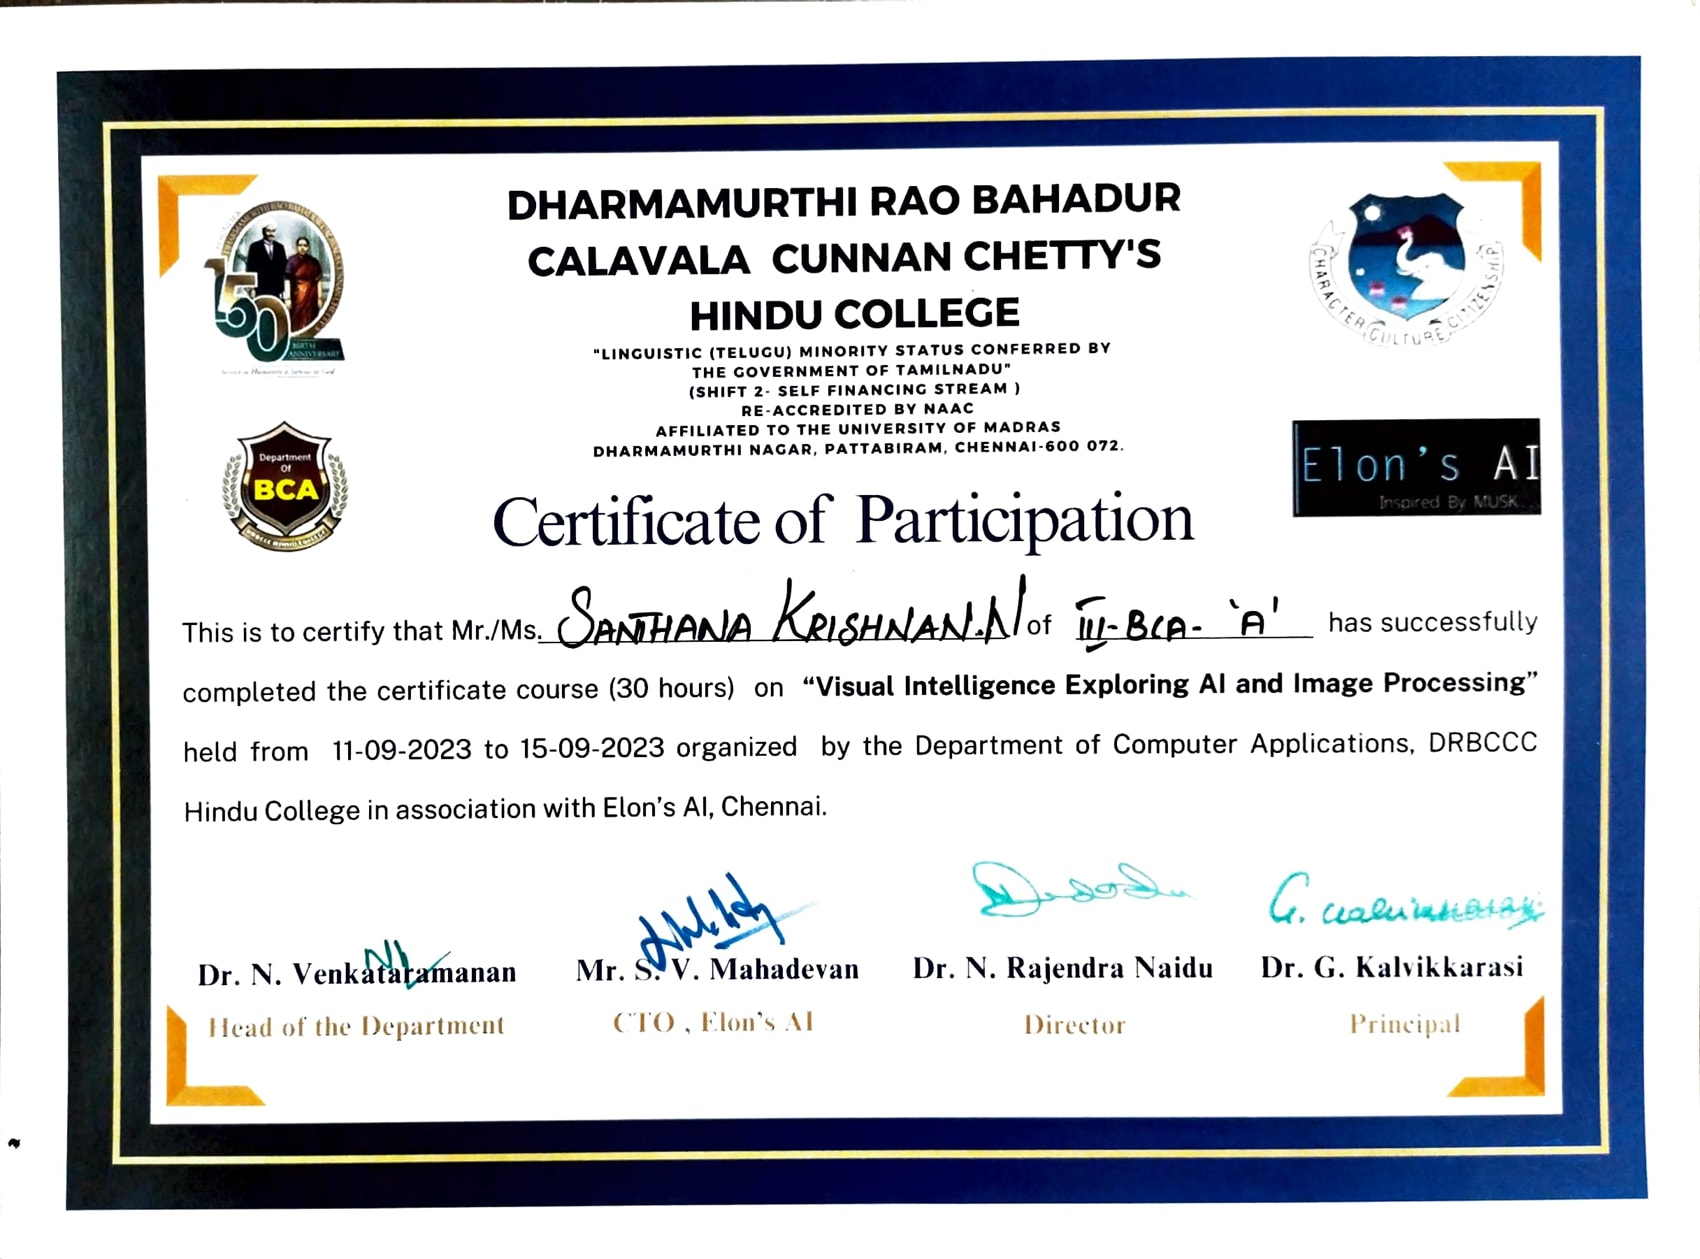 DHARMAMURTHI RAO BAHADUR
CALAVALA CUNNAN CHETTY'S
HINDU COLLEGE
"LINGUISTIC (TELUGU) MINORITY STATUS CONFERRED BY
THE GOVERNMENT OF TAMILNADU"
(SHIFT 2- SELF FINANCING STREAM )
RE-ACCREDITED BY NAAC
AFFILIATED TO THE UNIVERSITY OF MADRAS
DHARMAMURTHI NAGAR, PATTABIRAM, CHENNAI-600 072.
150
BIRTH
ANNIVERSARY
CHARACTER CULTURE CITIZENSHIP
Department
Of
BCA
Elon's AI
Inspired By MUSK...
Certificate of Participation
This is to certify that Mr./Ms. SANTHANA KRISHNAN.N of III-BCA- 'A' has successfully
completed the certificate course (30 hours) on “Visual Intelligence Exploring AI and Image Processing”
held from 11-09-2023 to 15-09-2023 organized by the Department of Computer Applications, DRBCCC
Hindu College in association with Elon's AI, Chennai.
Dr. N. Venkataramanan Mr. S. V. Mahadevan Dr. N. Rajendra Naidu Dr. G. Kalvikkarasi
Head of the Department CTO , Elon's AI Director Principal